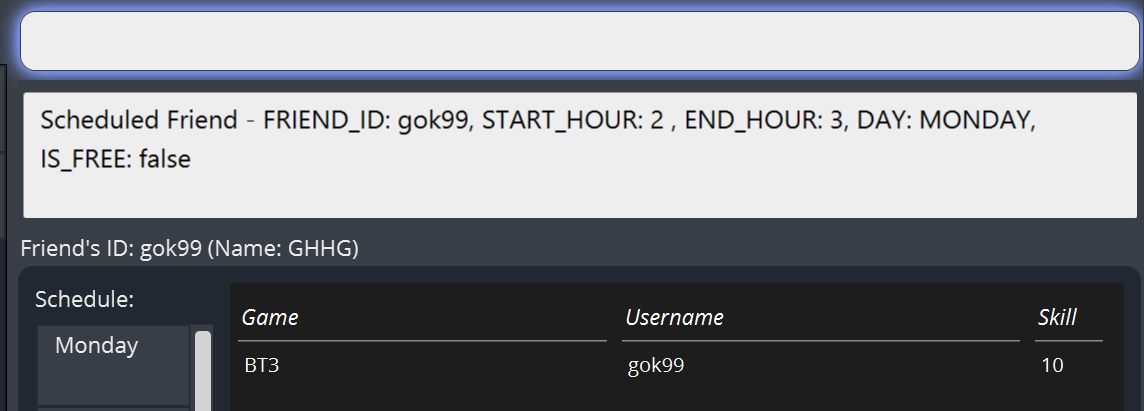 Scheduled Friend - FRIEND_ID: gok99, START_HOUR: 2 , END_HOUR: 3, DAY: MONDAY,
IS_FREE: false
Friend's ID: gok99 (Name: GHHG)
Schedule:
Monday
Game Username Skill
BT3 gok99 10